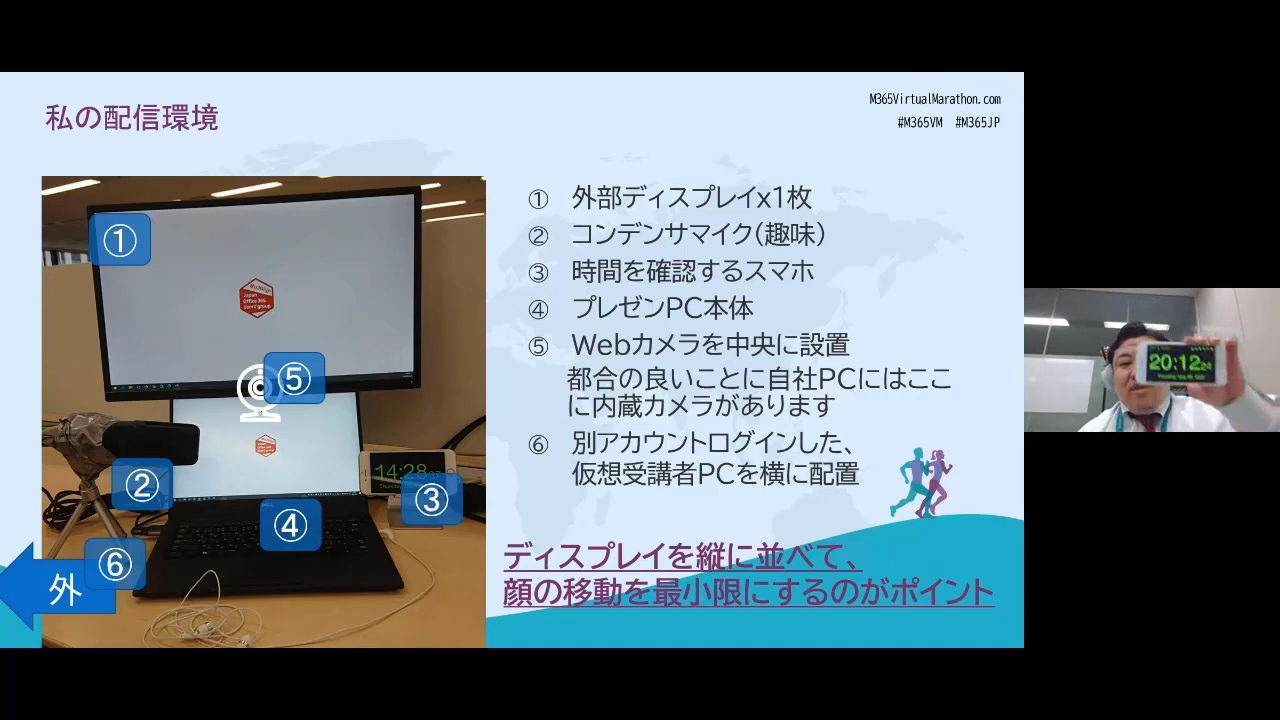 私の配信環境
M365VirtualMarathon.com
#M365VM #M365JP
①
Japan
Office 365
Users group
⑤
14:28
②
③
④
⑥
外
① 外部ディスプレイx1枚
② コンデンサマイク(趣味)
③ 時間を確認するスマホ
④ プレゼンPC本体
⑤ Webカメラを中央に設置
都合の良いことに自社PCにはここ
に内蔵カメラがあります
⑥ 別アカウントログインした、
仮想受講者PCを横に配置
ディスプレイを縦に並べて、
顔の移動を最小限にするのがポイント
20:12